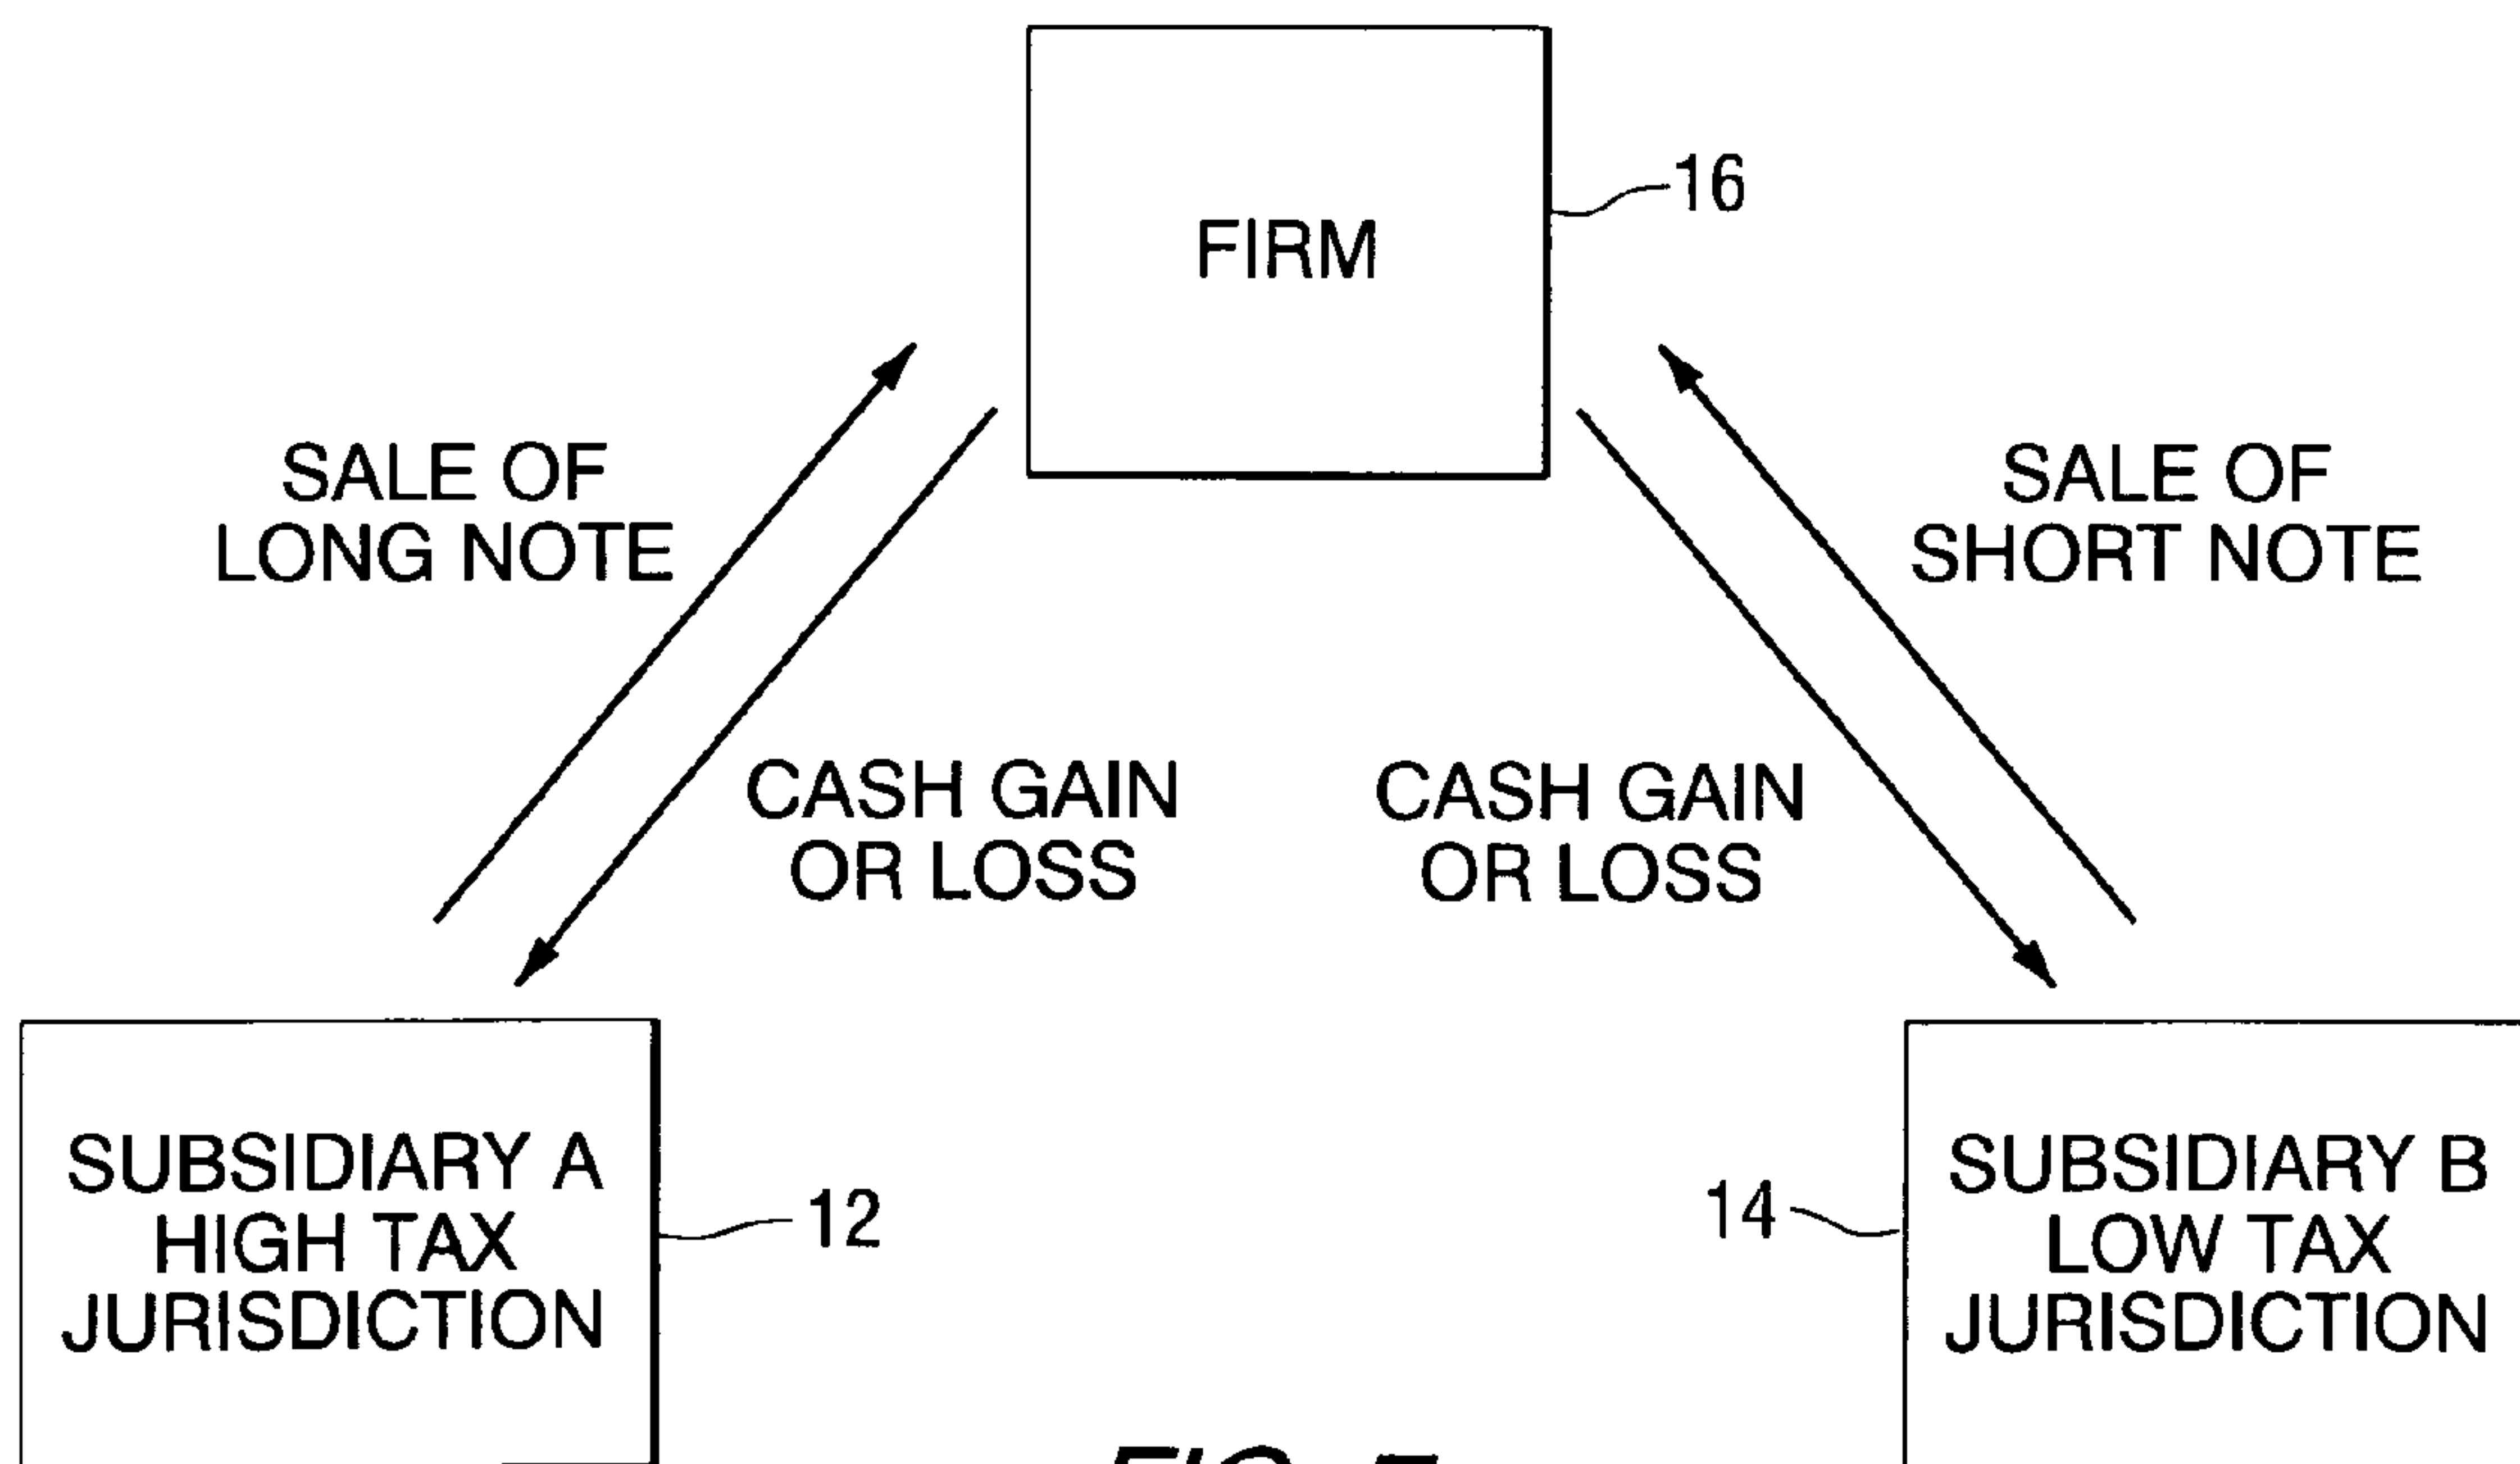 16
FIRM
SALE OF
LONG NOTE
SALE OF
SHORT NOTE
CASH GAIN
OR LOSS
CASH GAIN
OR LOSS
SUBSIDIARY A
HIGH TAX
JURISDICTION
12
14
SUBSIDIARY B
LOW TAX
JURISDICTION